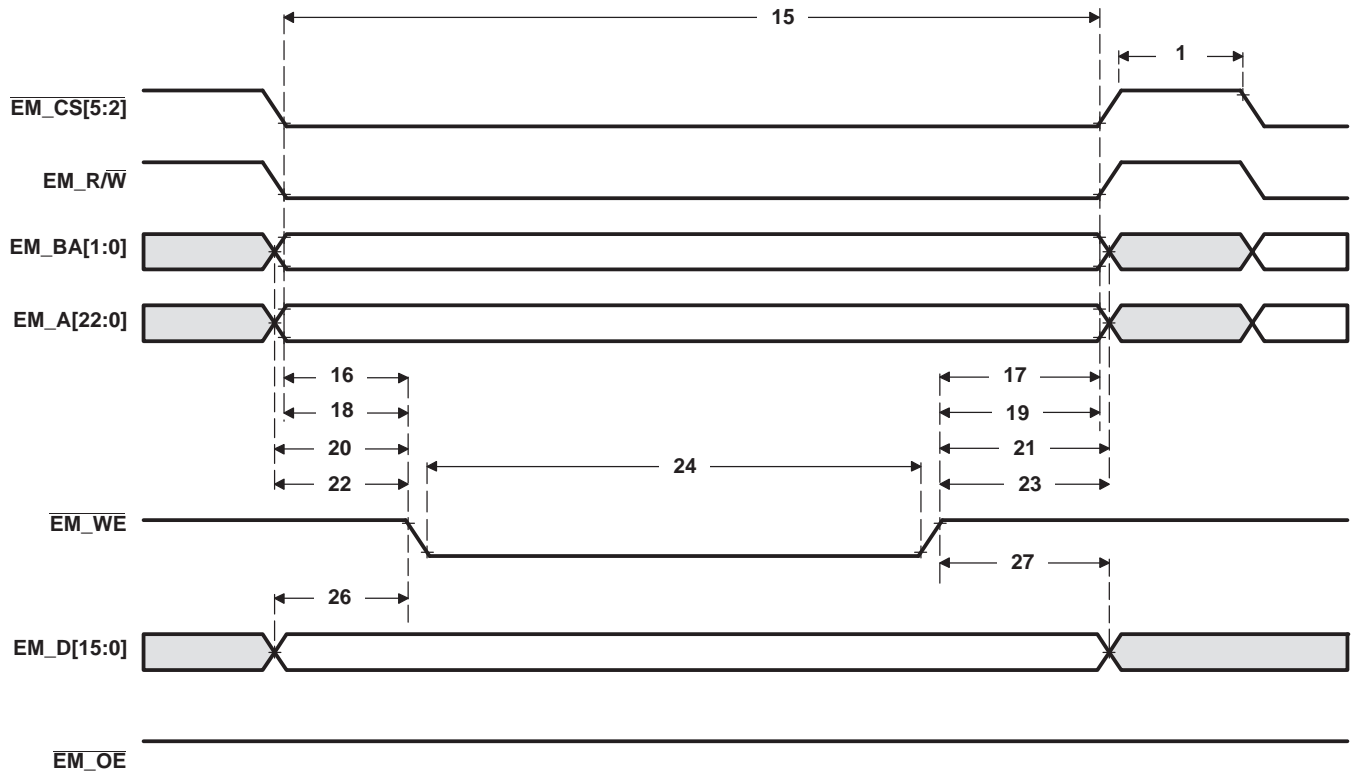 15
1
EM_CS[5:2]
EM_R/W
EM_BA[1:0]
EM_A[22:0]
16
17
18
19
20
21
22
24
23
EM_WE
27
26
EM_D[15:0]
EM_OE